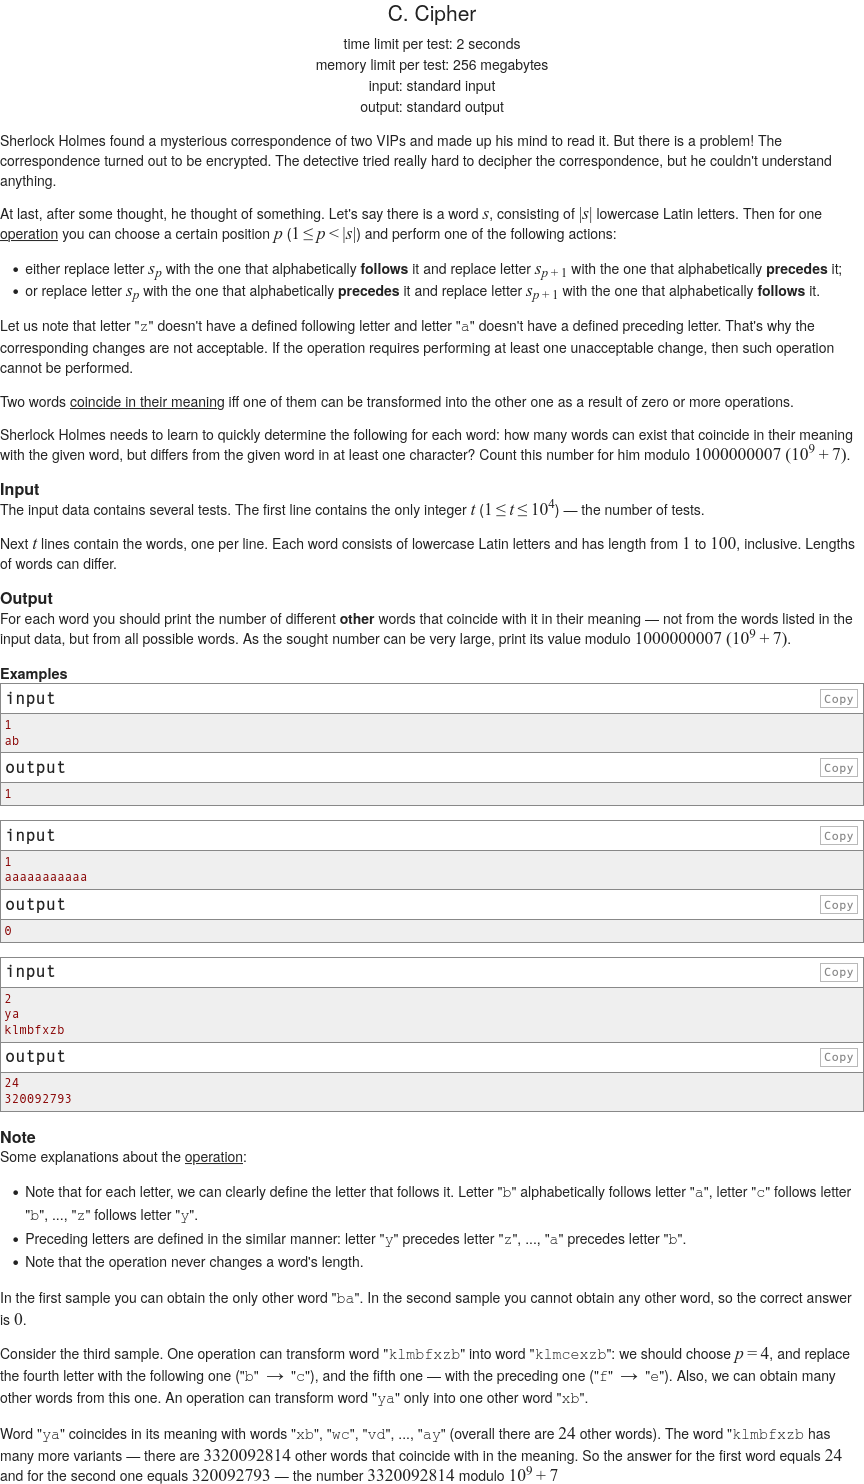 C. Cipher
time limit per test: 2 seconds
memory limit per test: 256 megabytes
input: standard input
output: standard output
Sherlock Holmes found a mysterious correspondence of two VIPs and made up his mind to read it. But there is a problem! The
correspondence turned out to be encrypted. The detective tried really hard to decipher the correspondence, but he couldn't understand
anything.
At last, after some thought, he thought of something. Let's say there is a word s, consisting of |s| lowercase Latin letters. Then for one
operation you can choose a certain position p (1 ≤ p < |s|) and perform one of the following actions:
• either replace letter s_p with the one that alphabetically follows it and replace letter s_{p + 1} with the one that alphabetically precedes it;
• or replace letter s_p with the one that alphabetically precedes it and replace letter s_{p + 1} with the one that alphabetically follows it.
Let us note that letter "z" doesn't have a defined following letter and letter "a" doesn't have a defined preceding letter. That's why the
corresponding changes are not acceptable. If the operation requires performing at least one unacceptable change, then such operation
cannot be performed.
Two words coincide in their meaning iff one of them can be transformed into the other one as a result of zero or more operations.
Sherlock Holmes needs to learn to quickly determine the following for each word: how many words can exist that coincide in their meaning
with the given word, but differs from the given word in at least one character? Count this number for him modulo 1000000007 (10^9 + 7).
Input
The input data contains several tests. The first line contains the only integer t (1 ≤ t ≤ 10^4) — the number of tests.
Next t lines contain the words, one per line. Each word consists of lowercase Latin letters and has length from 1 to 100, inclusive. Lengths
of words can differ.
Output
For each word you should print the number of different other words that coincide with it in their meaning — not from the words listed in the
input data, but from all possible words. As the sought number can be very large, print its value modulo 1000000007 (10^9 + 7).
Examples
input Copy
1
ab
output Copy
1
input Copy
1
aaaaaaaaaaa
output Copy
0
input Copy
2
ya
klmbfxzb
output Copy
24
320092793
Note
Some explanations about the operation:
• Note that for each letter, we can clearly define the letter that follows it. Letter "b" alphabetically follows letter "a", letter "c" follows letter
"b", ..., "z" follows letter "y".
• Preceding letters are defined in the similar manner: letter "y" precedes letter "z", ..., "a" precedes letter "b".
• Note that the operation never changes a word's length.
In the first sample you can obtain the only other word "ba". In the second sample you cannot obtain any other word, so the correct answer
is 0.
Consider the third sample. One operation can transform word "klmbfxzb" into word "klmcexzb": we should choose p = 4, and replace
the fourth letter with the following one ("b" → "c"), and the fifth one — with the preceding one ("f" → "e"). Also, we can obtain many
other words from this one. An operation can transform word "ya" only into one other word "xb".
Word "ya" coincides in its meaning with words "xb", "wc", "vd", ..., "ay" (overall there are 24 other words). The word "klmbfxzb has
many more variants — there are 3320092814 other words that coincide with in the meaning. So the answer for the first word equals 24
and for the second one equals 320092793 — the number 3320092814 modulo 10^9 + 7